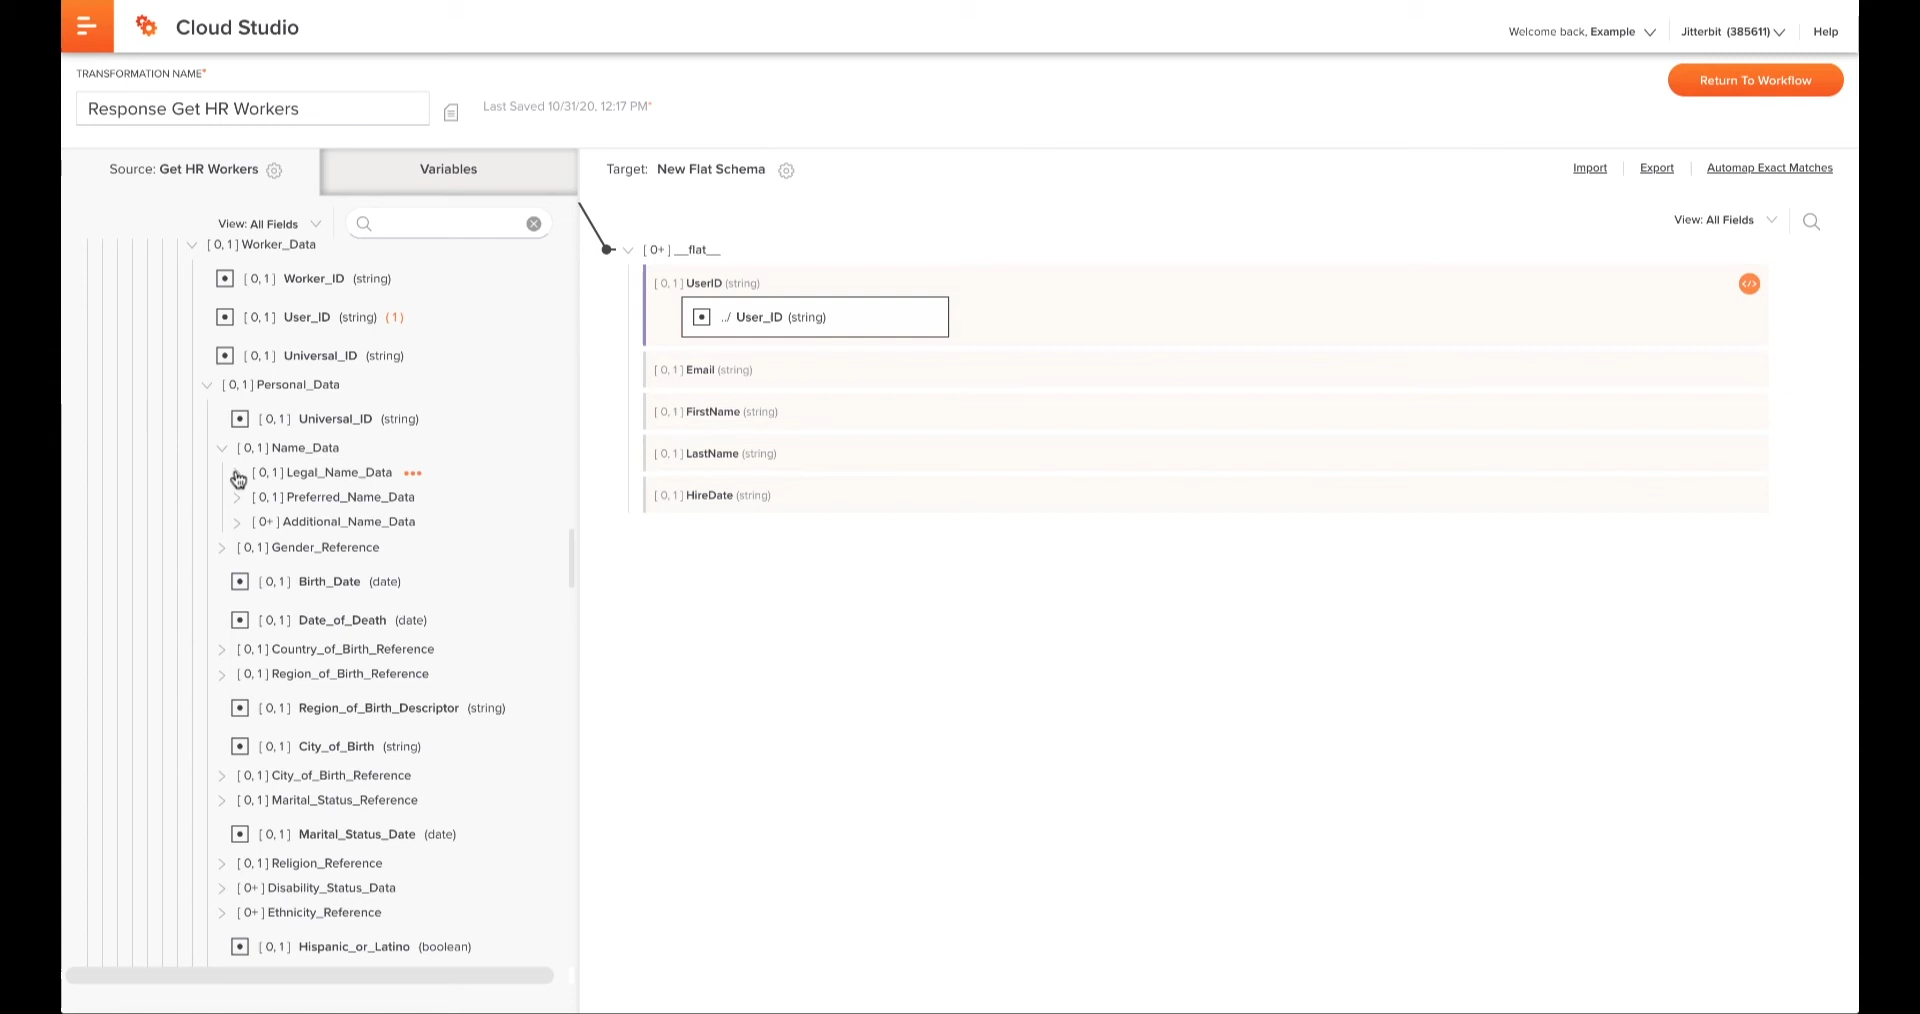 Cloud Studio
Welcome back, Example
Jitterbit (385611)
Help
TRANSFORMATION NAME*
Response Get HR Workers
Last Saved 10/31/20, 12:17 PM*
Return To Workflow
Source: Get HR Workers
Variables
Target: New Flat Schema
Import
Export
Automap Exact Matches
View: All Fields
[ 0, 1 ] Worker_Data
[ 0, 1 ] Worker_ID (string)
[ 0, 1 ] User_ID (string) ( 1 )
[ 0, 1 ] Universal_ID (string)
[ 0, 1 ] Personal_Data
[ 0, 1 ] Universal_ID (string)
[ 0, 1 ] Name_Data
[ 0, 1 ] Legal_Name_Data
[ 0, 1 ] Preferred_Name_Data
[ 0+ ] Additional_Name_Data
[ 0, 1 ] Gender_Reference
[ 0, 1 ] Birth_Date (date)
[ 0, 1 ] Date_of_Death (date)
[ 0, 1 ] Country_of_Birth_Reference
[ 0, 1 ] Region_of_Birth_Reference
[ 0, 1 ] Region_of_Birth_Descriptor (string)
[ 0, 1 ] City_of_Birth (string)
[ 0, 1 ] City_of_Birth_Reference
[ 0, 1 ] Marital_Status_Reference
[ 0, 1 ] Marital_Status_Date (date)
[ 0, 1 ] Religion_Reference
[ 0+ ] Disability_Status_Data
[ 0+ ] Ethnicity_Reference
[ 0, 1 ] Hispanic_or_Latino (boolean)
View: All Fields
[ 0+ ] __flat__
[ 0, 1 ] UserID (string)
../ User_ID (string)
[ 0, 1 ] Email (string)
[ 0, 1 ] FirstName (string)
[ 0, 1 ] LastName (string)
[ 0, 1 ] HireDate (string)